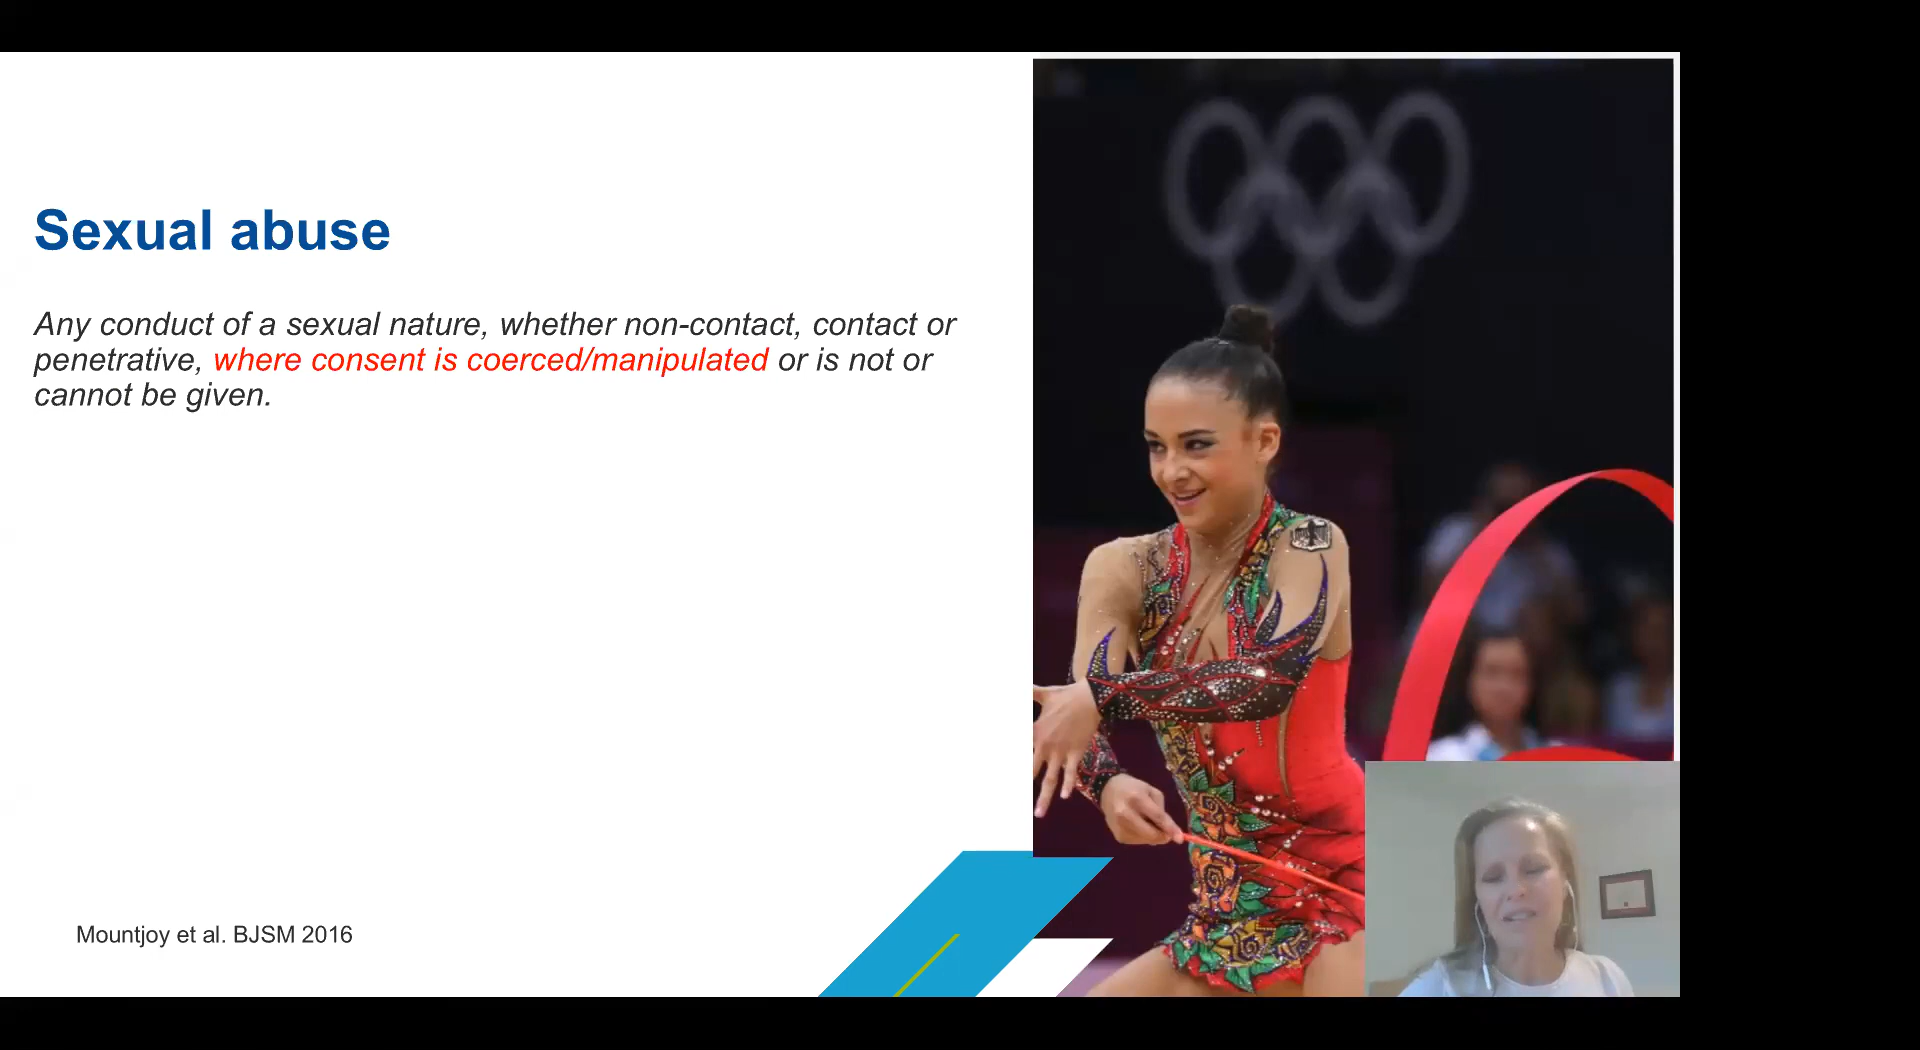 Sexual abuse
Any conduct of a sexual nature, whether non-contact, contact or
penetrative, where consent is coerced/manipulated or is not or
cannot be given.
Mountjoy et al. BJSM 2016